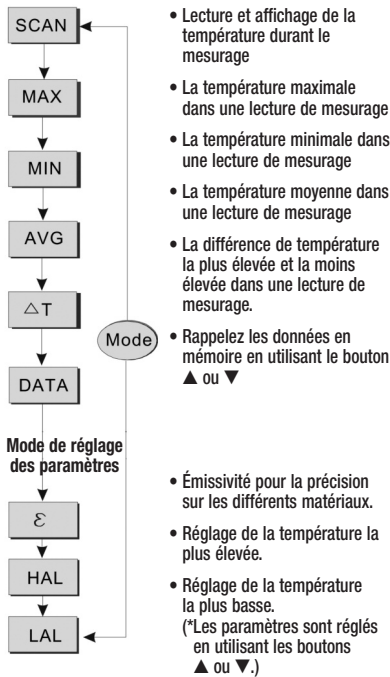 SCAN
MAX
MIN
AVG
△T
DATA
Mode
Mode de réglage
des paramètres
ε
HAL
LAL
• Lecture et affichage de la
température durant le
mesurage
• La température maximale
dans une lecture de mesurage
• La température minimale dans
une lecture de mesurage
• La température moyenne dans
une lecture de mesurage
• La différence de température
la plus élevée et la moins
élevée dans une lecture de
mesurage.
• Rappelez les données en
mémoire en utilisant le bouton
▲ ou ▼
• Émissivité pour la précision
sur les différents matériaux.
• Réglage de la température la
plus élevée.
• Réglage de la température
la plus basse.
(*Les paramètres sont réglés
en utilisant les boutons
▲ ou ▼.)